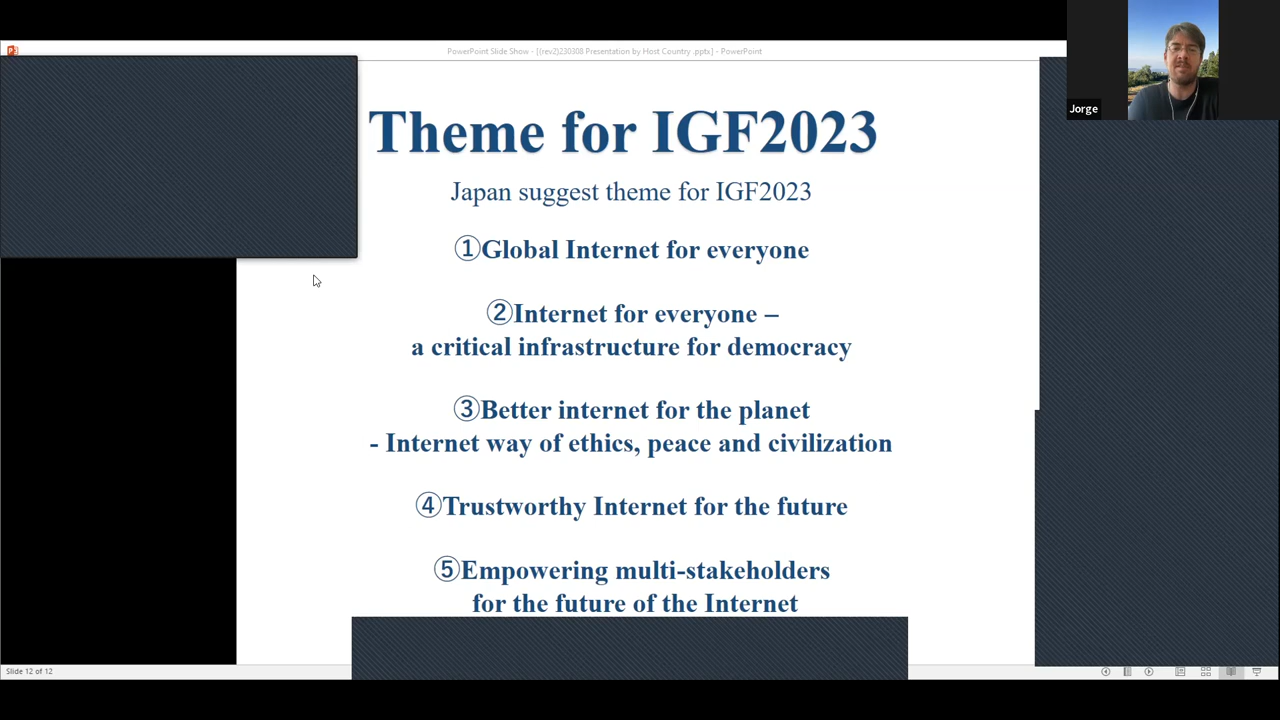 PowerPoint Slide Show - [(rev2)230308 Presentation by Host Country .pptx] - PowerPoint
Jorge
Theme for IGF2023
Japan suggest theme for IGF2023
①Global Internet for everyone
②Internet for everyone –
a critical infrastructure for democracy
③Better internet for the planet
- Internet way of ethics, peace and civilization
④Trustworthy Internet for the future
⑤Empowering multi-stakeholders
for the future of the Internet
Slide 12 of 12